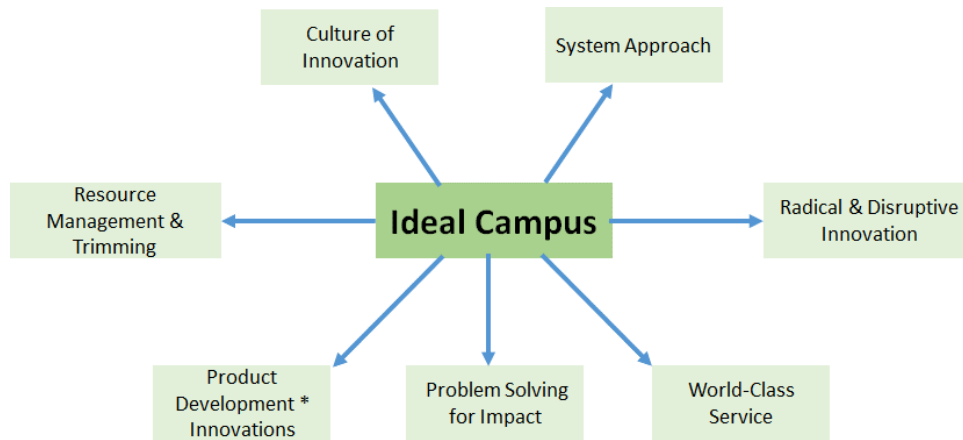 Culture of
Innovation
System Approach
Resource
Management &
Trimming
Ideal Campus
Radical & Disruptive
Innovation
Product
Development *
Innovations
Problem Solving
for Impact
World-Class
Service